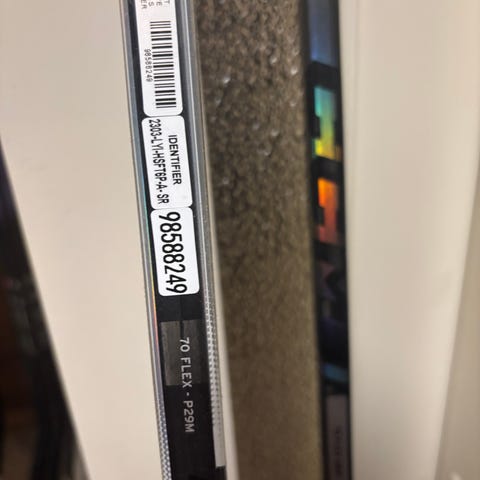 98588249
IDENTIFIER
2303-LYI-HSFT6P-A-SR
98588249
70 FLEX - P29M